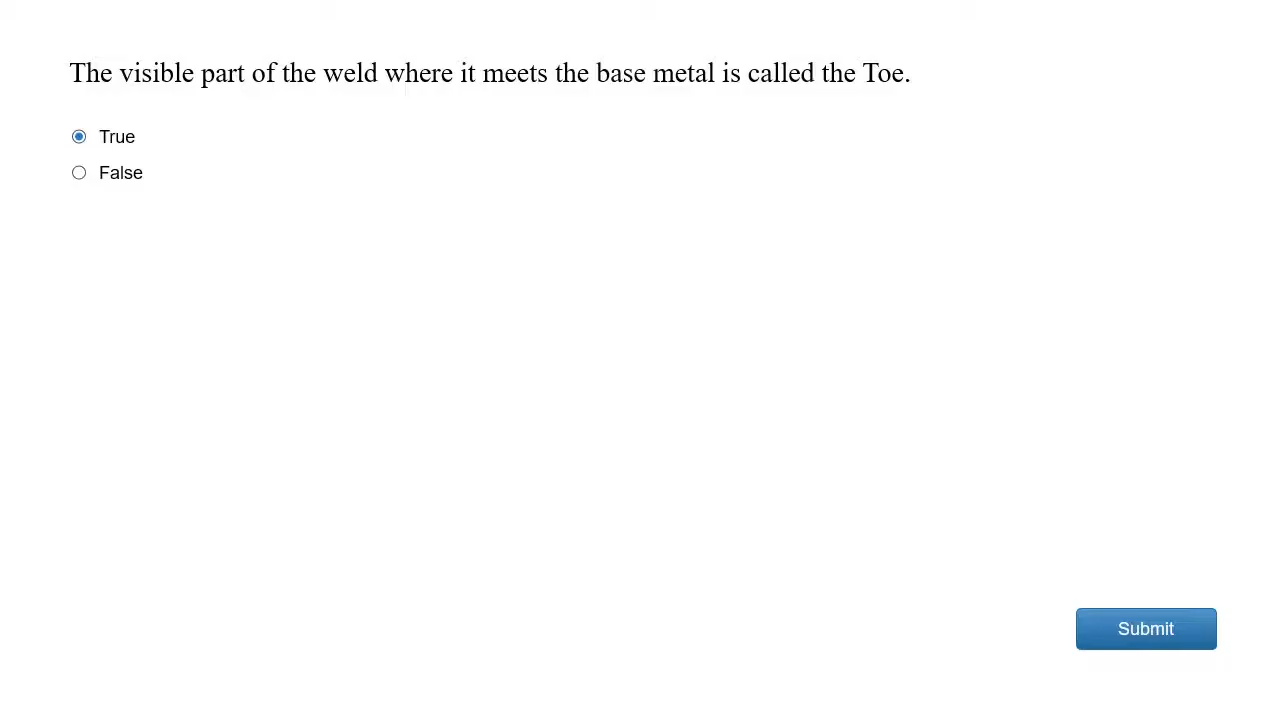 The visible part of the weld where it meets the base metal is called the Toe.
True
False
Submit